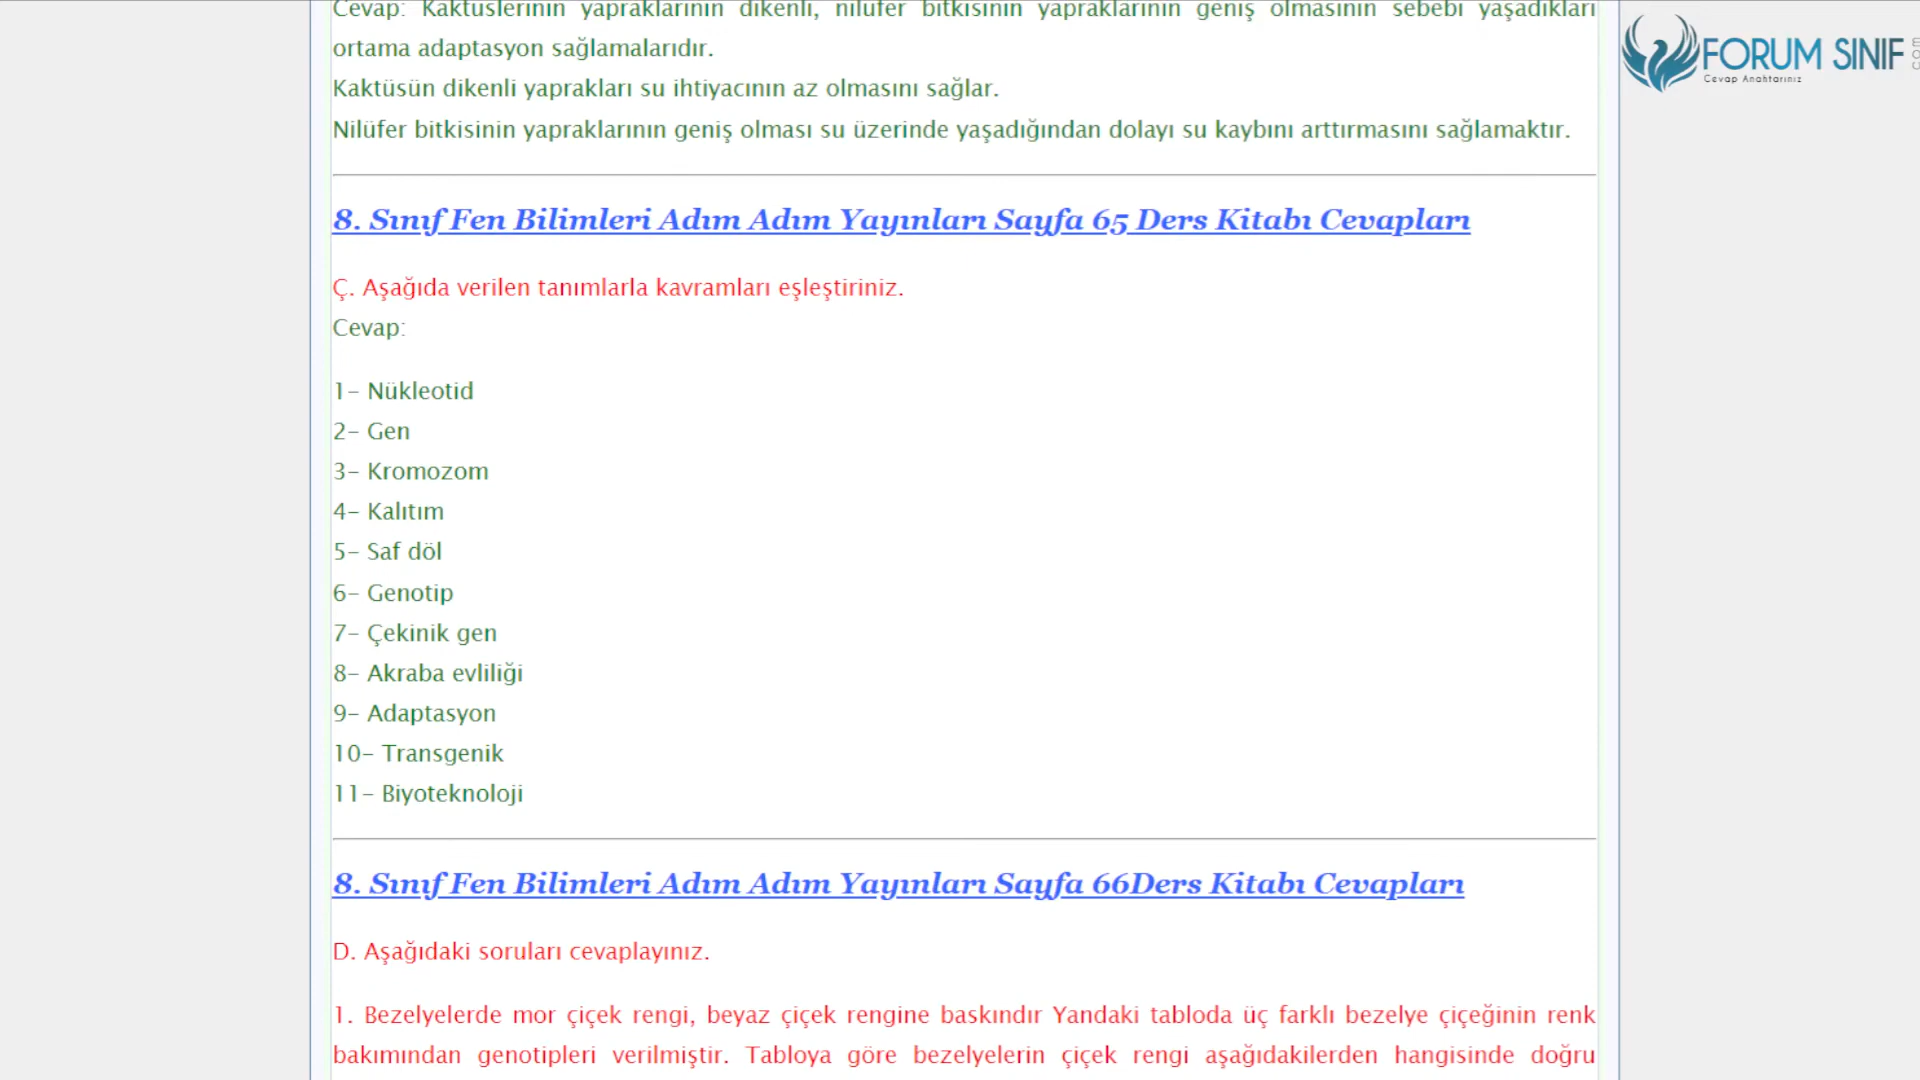 Cevap: Kaktüslerinin yapraklarının dikenli, nilüfer bitkisinin yapraklarının geniş olmasının sebebi yaşadıkları
ortama adaptasyon sağlamalarıdır.
Kaktüsün dikenli yaprakları su ihtiyacının az olmasını sağlar.
Nilüfer bitkisinin yapraklarının geniş olması su üzerinde yaşadığından dolayı su kaybını arttırmasını sağlamaktır.
FORUM SINIF
.com
Cevap Anahtarınız
8. Sınıf Fen Bilimleri Adım Adım Yayınları Sayfa 65 Ders Kitabı Cevapları
Ç. Aşağıda verilen tanımlarla kavramları eşleştiriniz.
Cevap:
1- Nükleotid
2- Gen
3- Kromozom
4- Kalıtım
5- Saf döl
6- Genotip
7- Çekinik gen
8- Akraba evliliği
9- Adaptasyon
10- Transgenik
11- Biyoteknoloji
8. Sınıf Fen Bilimleri Adım Adım Yayınları Sayfa 66Ders Kitabı Cevapları
D. Aşağıdaki soruları cevaplayınız.
1. Bezelyelerde mor çiçek rengi, beyaz çiçek rengine baskındır Yandaki tabloda üç farklı bezelye çiçeğinin renk
bakımından genotipleri verilmiştir. Tabloya göre bezelyelerin çiçek rengi aşağıdakilerden hangisinde doğru